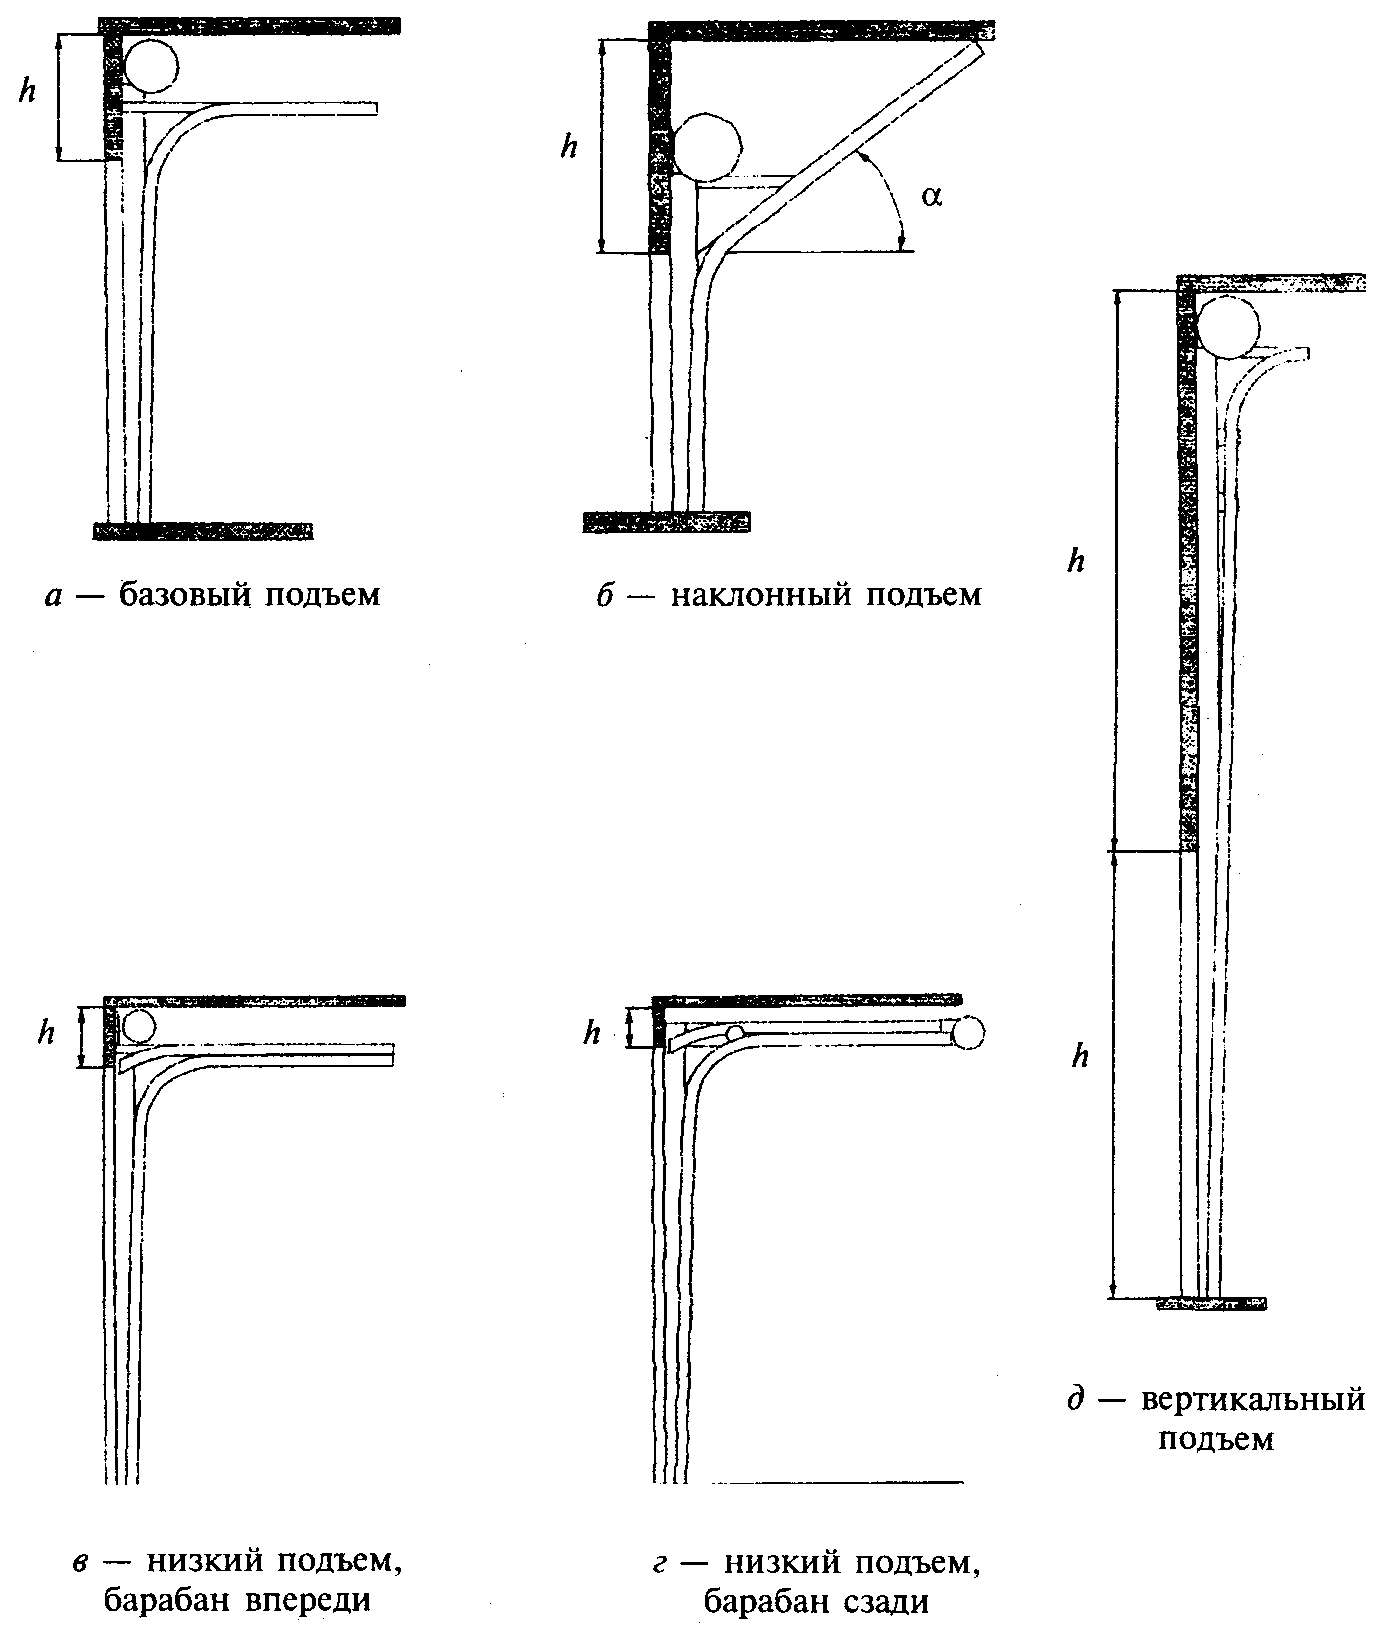 h
h
α
а — базовый подъем
б — наклонный подъем
h
h
h
h
д — вертикальный
подъем
в — низкий подъем,
барабан впереди
г — низкий подъем,
барабан сзади